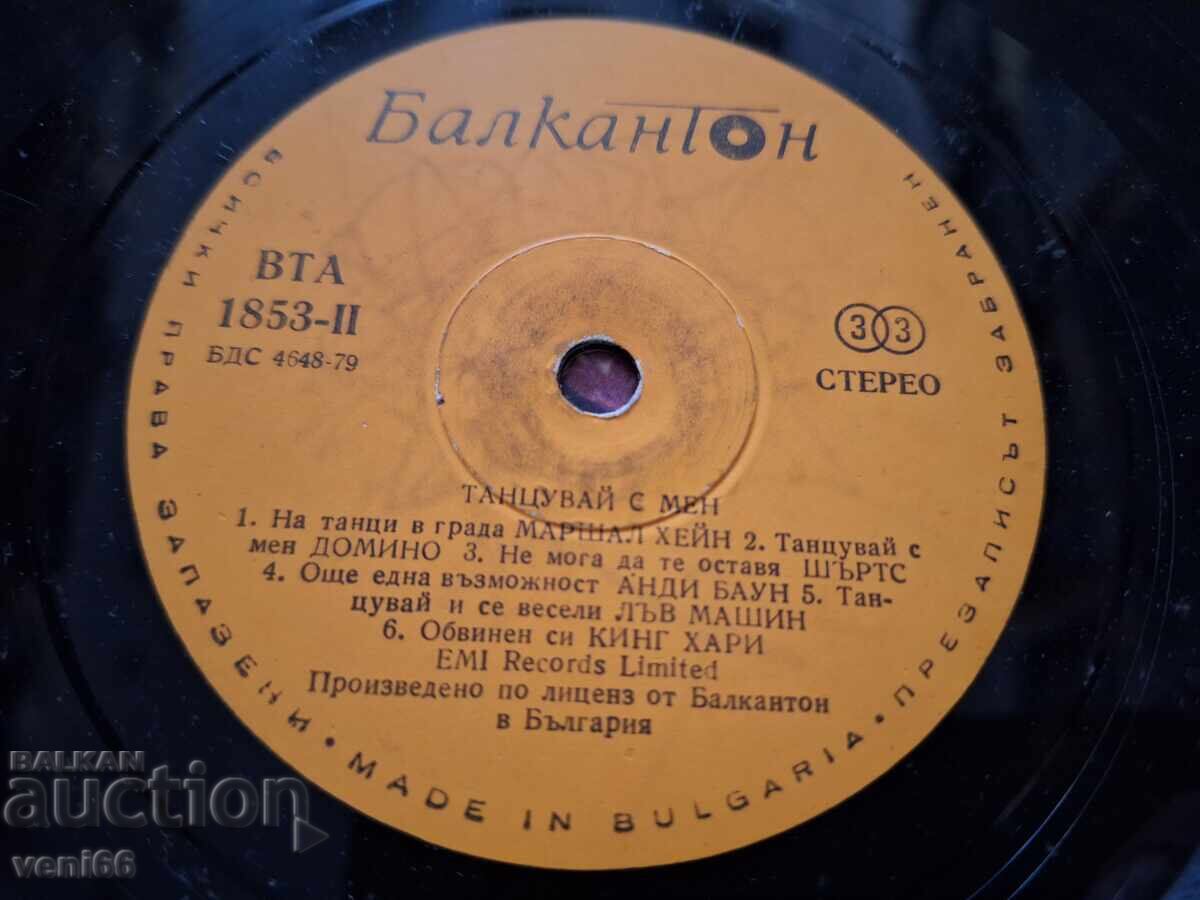 Балкантон
ВТА
1853-II
БДС 4648-79
33
СТЕРЕО
ТАНЦУВАЙ С МЕН
1. На танци в града МАРШАЛ ХЕЙН 2. Танцувай с
мен ДОМИНО 3. Не мога да те оставя ШЪРТС
4. Още една възможност АНДИ БАУН 5. Тан-
цувай и се весели ЛЪВ МАШИН
6. Обвинен си КИНГ ХАРИ
EMI Records Limited
Произведено по лиценз от Балкантон
в България
ВСИЧКИ ПРАВА ЗАПАЗЕНИ • MADE IN BULGARIA • ПРЕЗАПИСЪТ ЗАБРАНЕН
BALKAN
auction
veni66